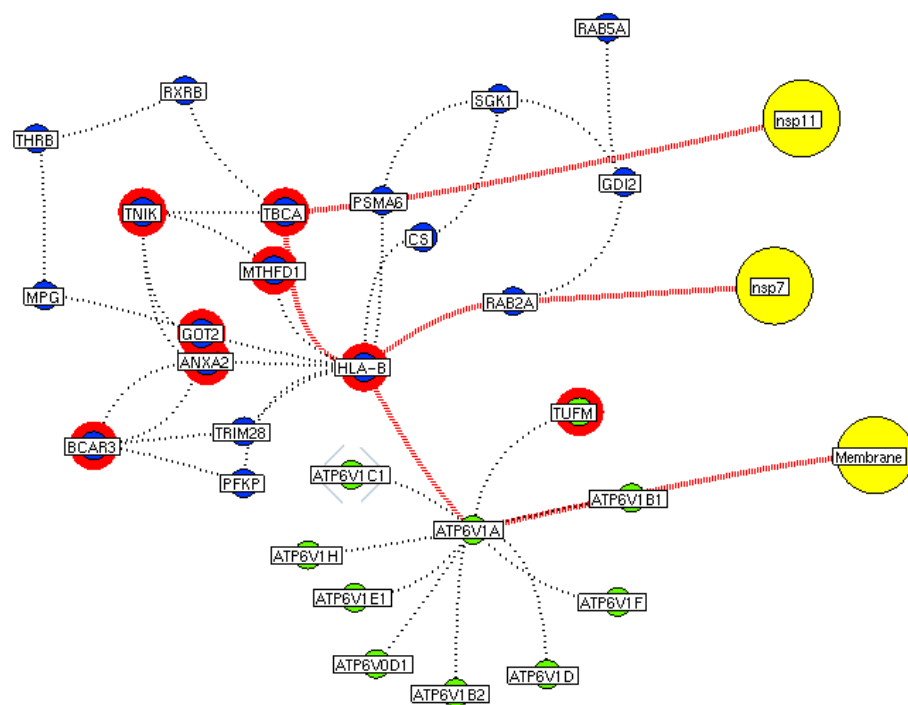 RAB5A
RXRB
SGK1
nsp11
THRB
GDI2
PSMA6
TNIK
TBCA
CS
MTHFD1
nsp7
MPG
RAB2A
GOT2
ANXA2
HLA-B
TUFM
TRIM28
BCAR3
Membrane
ATP6V1C1
PFKP
ATP6V1B1
ATP6V1A
ATP6V1H
ATP6V1E1
ATP6V1F
ATP6V0D1
ATP6V1D
ATP6V1B2